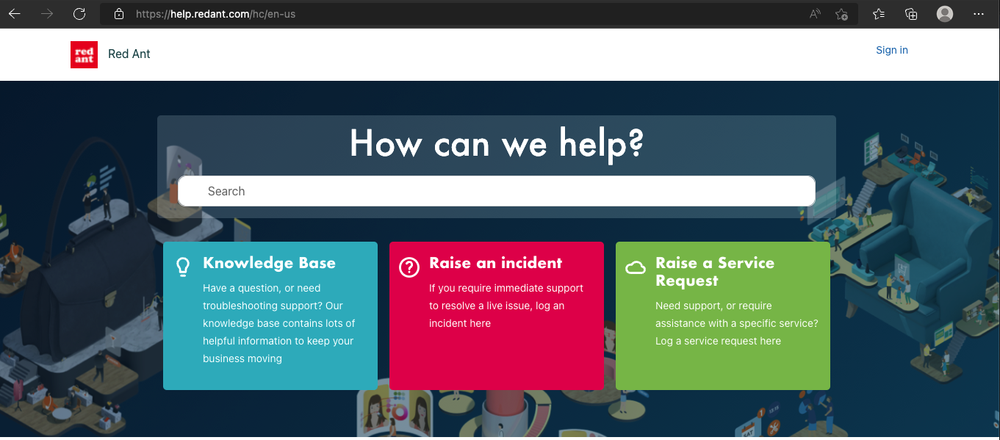 https://help.redant.com/hc/en-us
red
ant
Red Ant
Sign in
How can we help?
Search
Knowledge Base
Have a question, or need
troubleshooting support? Our
knowledge base contains lots of
helpful information to keep your
business moving
Raise an incident
If you require immediate support
to resolve a live issue, log an
incident here
Raise a Service
Request
Need support, or require
assistance with a specific service?
Log a service request here